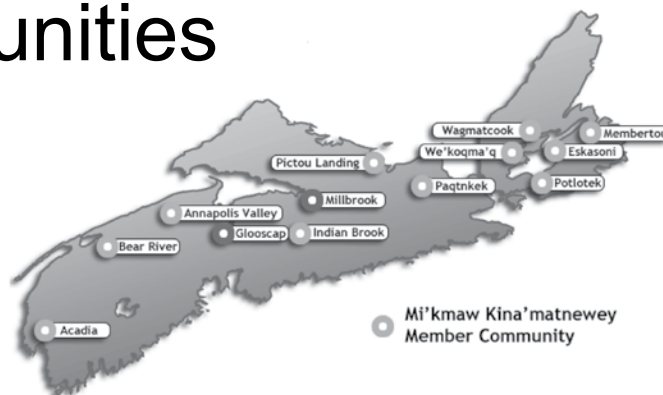 unities
Wagmatcook
Membertou
We'koqma'q
Eskasoni
Pictou Landing
Paqtnkek
Potlotek
Millbrook
Annapolis Valley
Glooscap
Indian Brook
Bear River
Mi'kmaw Kina'matnewey
Member Community
Acadia